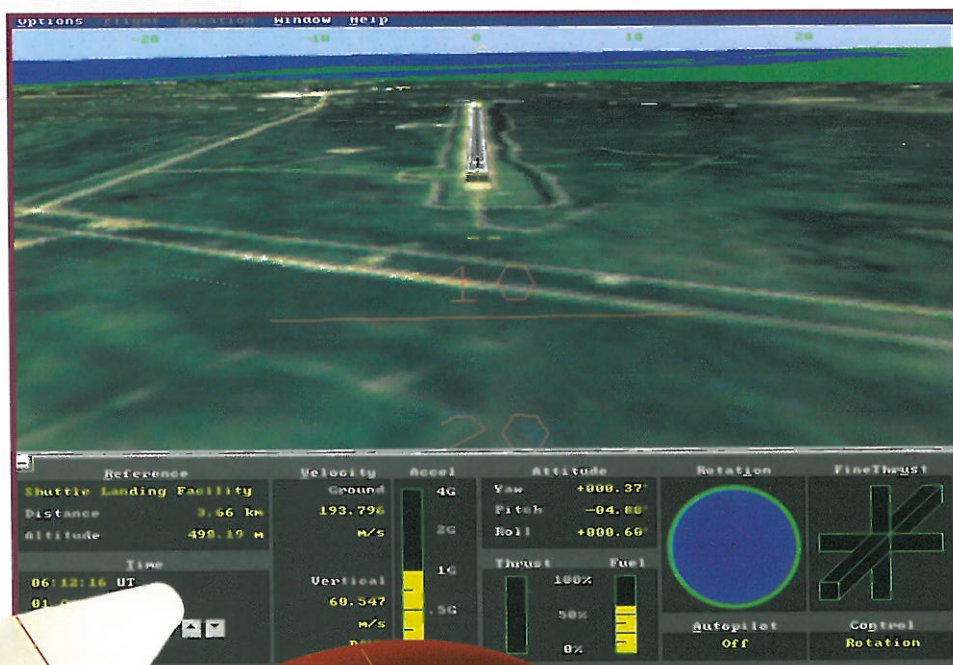 Options Flight Location Window Help
-20 -10 0 10 20
10
20
Reference
Shuttle Landing Facility
Distance 3.66 km
Altitude 498.19 m
Time
06:12:16 UT
Velocity
Ground
193.796
m/s
Vertical
60.547
m/s
Accel
4G
2G
1G
.5G
Attitude
Yaw +000.37°
Pitch -04.88°
Roll +000.60°
Thrust Fuel
100%
50%
0%
Rotation
Autopilot
Off
FineThrust
Control
Rotation